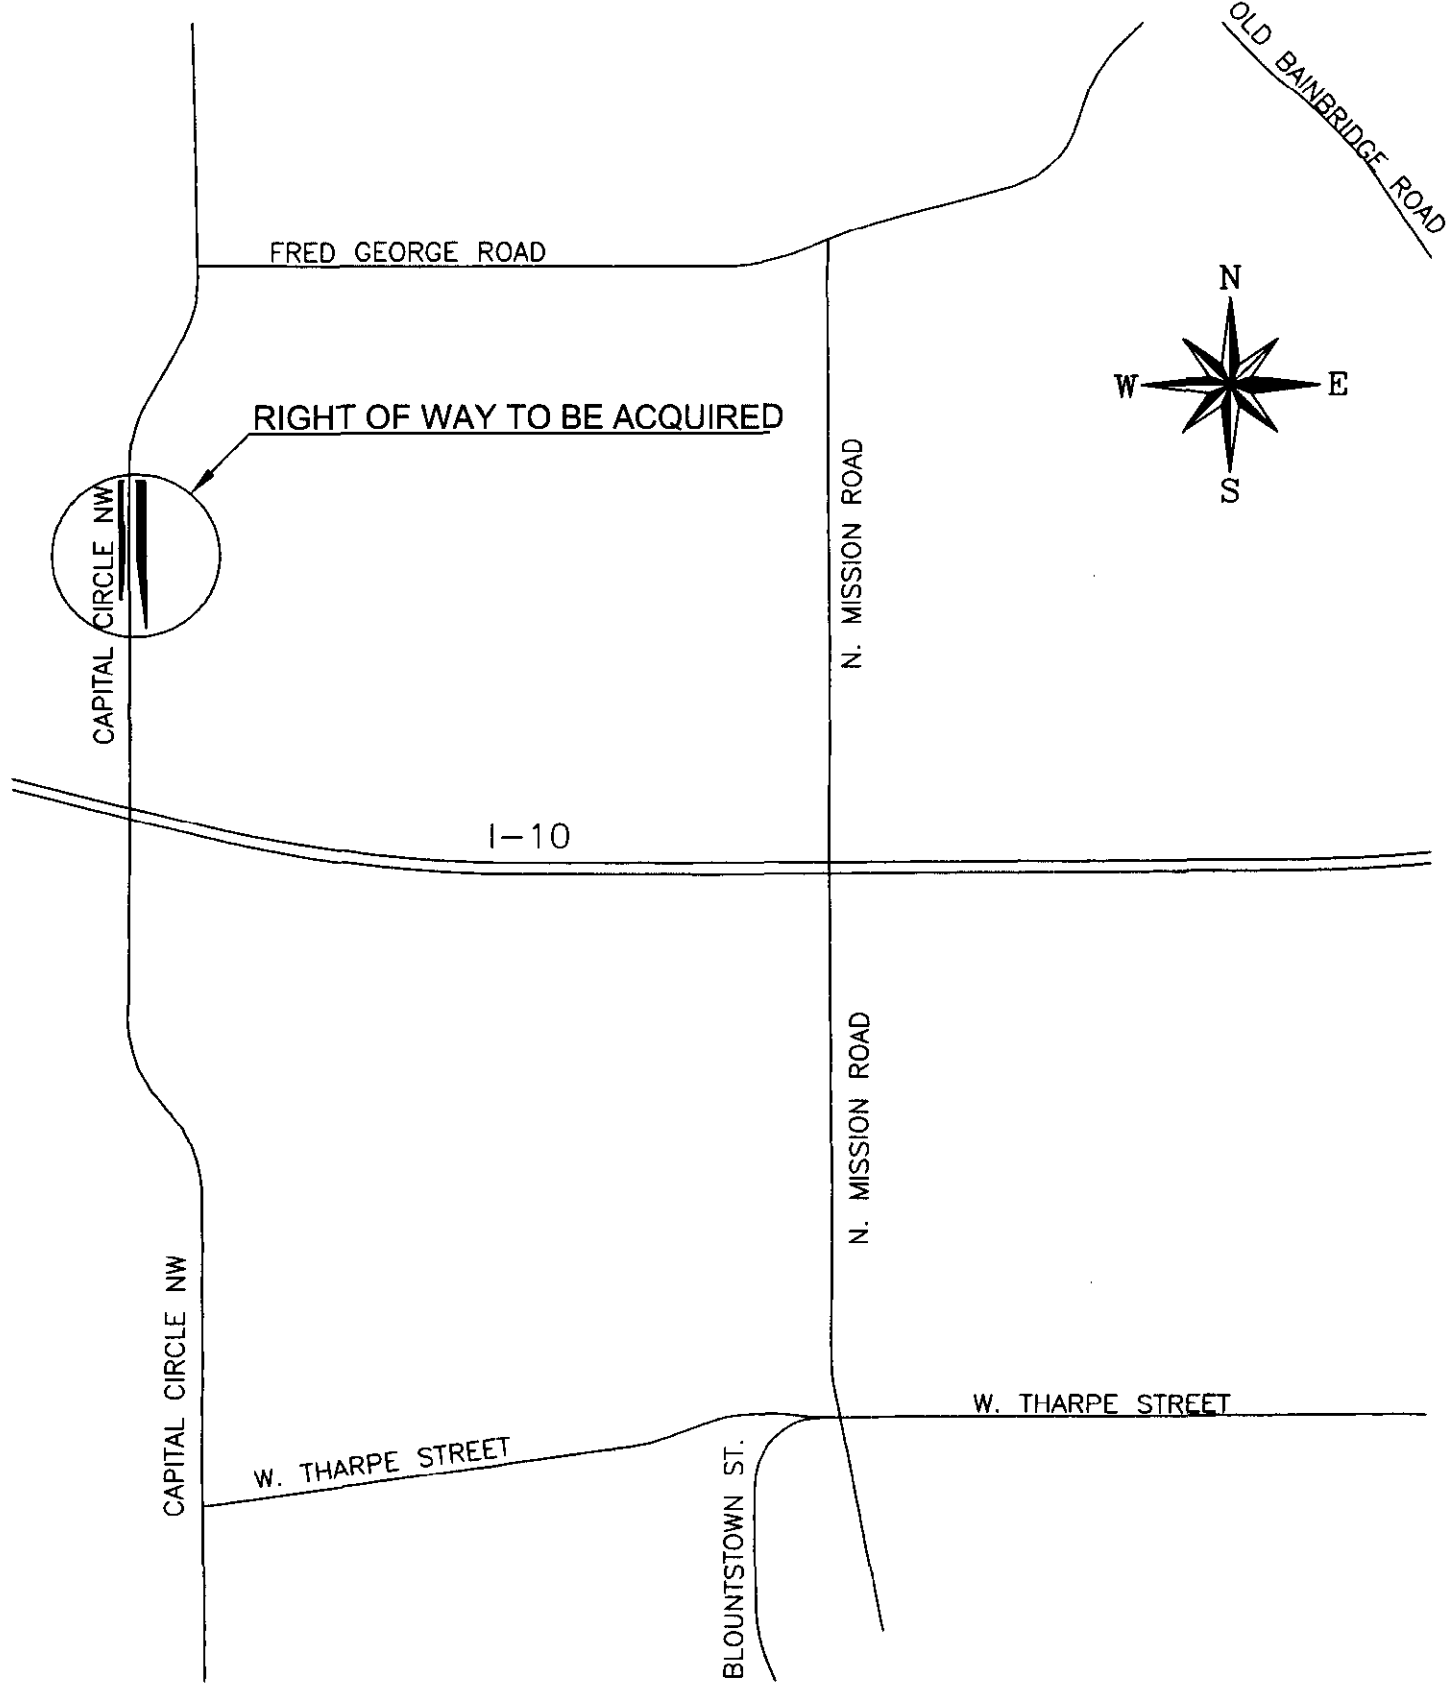 OLD BAINBRIDGE ROAD
FRED GEORGE ROAD
N
W
E
S
RIGHT OF WAY TO BE ACQUIRED
CAPITAL CIRCLE NW
N. MISSION ROAD
I-10
N. MISSION ROAD
CAPITAL CIRCLE NW
W. THARPE STREET
W. THARPE STREET
BLOUNTSTOWN ST.